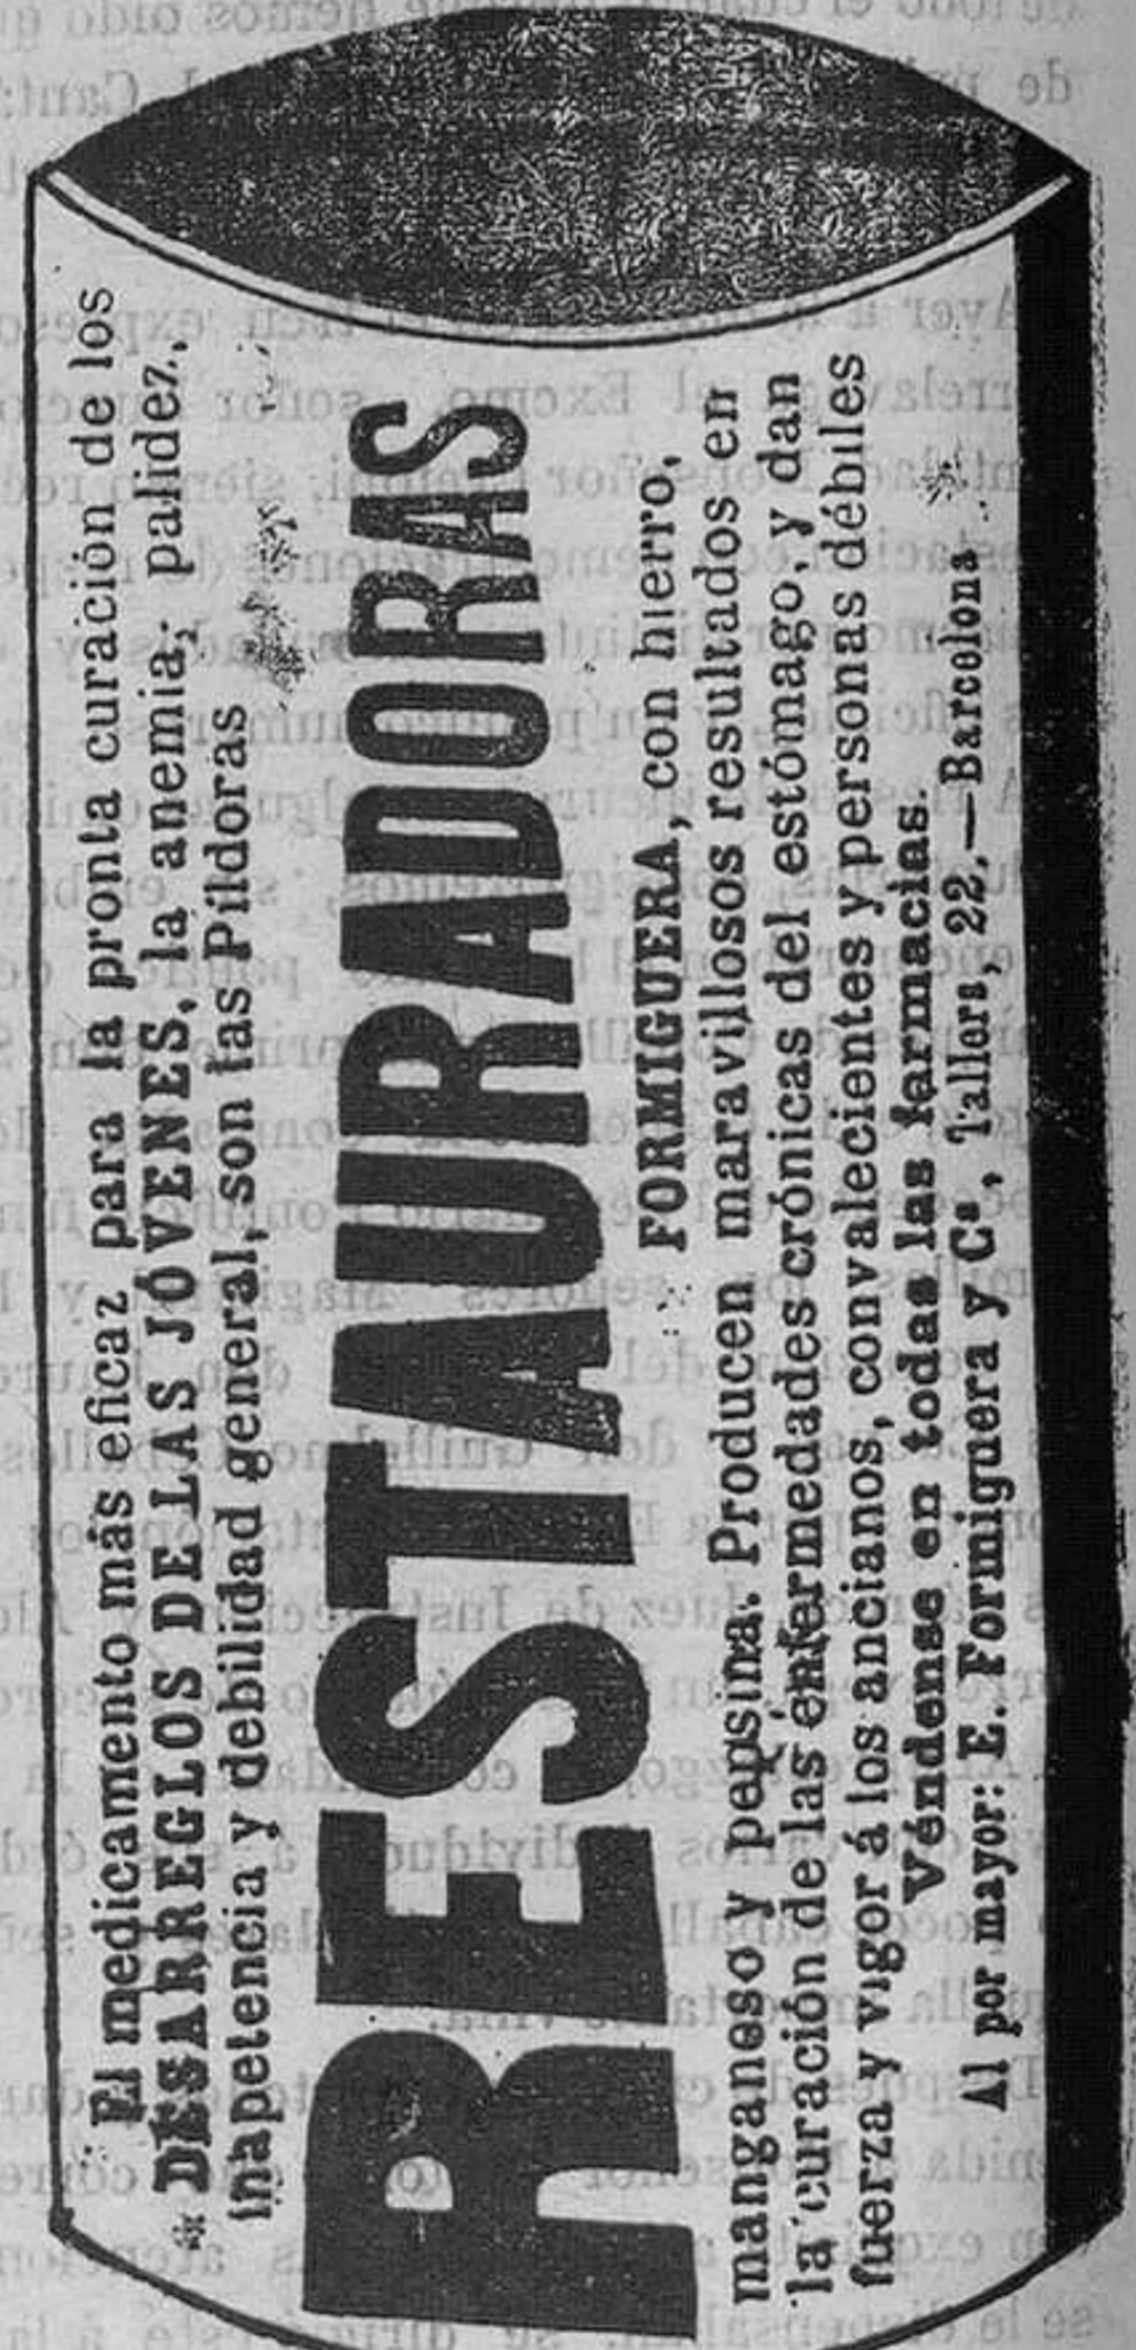 El medicamento más eficaz para la pronta curación de los
DESARREGLOS DE LAS JÓVENES, la anemia, palidez,
inapetencia y debilidad general, son las Pildoras
RESTAURADORAS
FORMIGUERA, con hierro,
manganeso y pepsina. Producen maravillosos resultados en
la curación de las enfermedades crónicas del estómago, y dan
fuerza y vigor á los ancianos, convalecientes y personas débiles
Véndense en todas las farmacias.
Al por mayor: E. Formiguera y Cª, Tallers, 22.—Barcelona